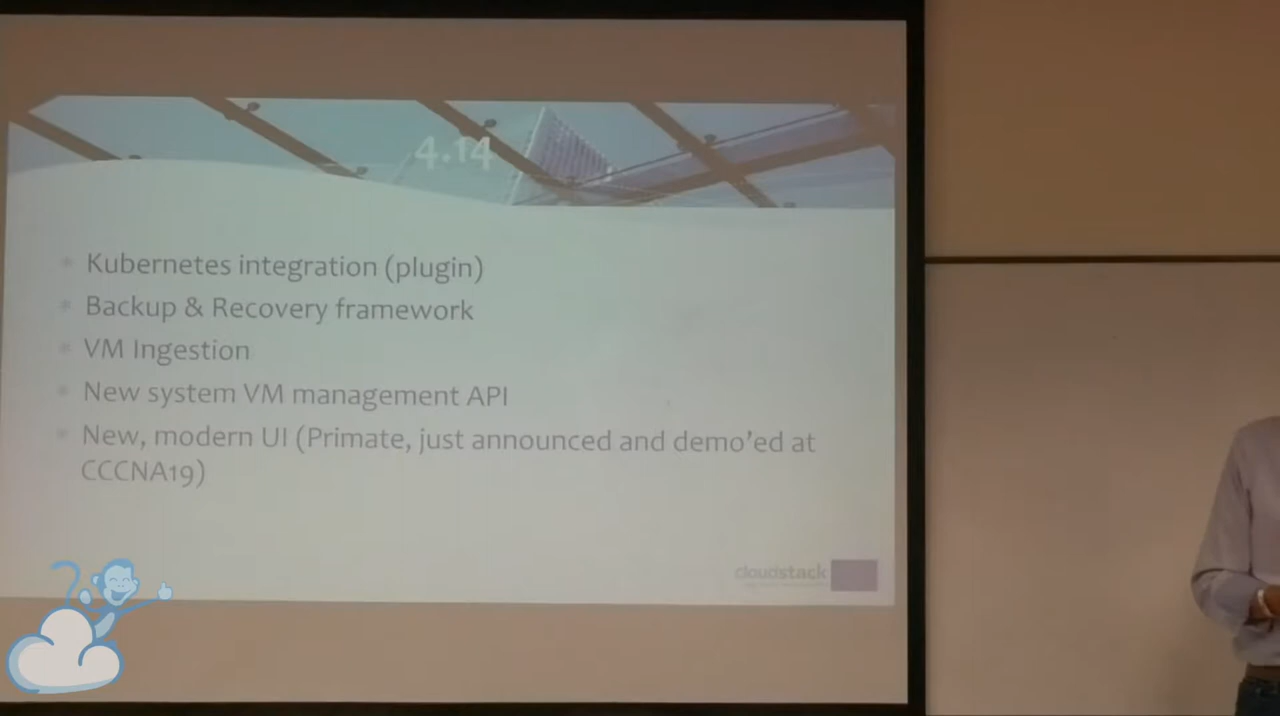 4.14
Kubernetes integration (plugin)
Backup & Recovery framework
VM Ingestion
New system VM management API
New, modern UI (Primate, just announced and demo'ed at
CCCNA19)
cloudstack